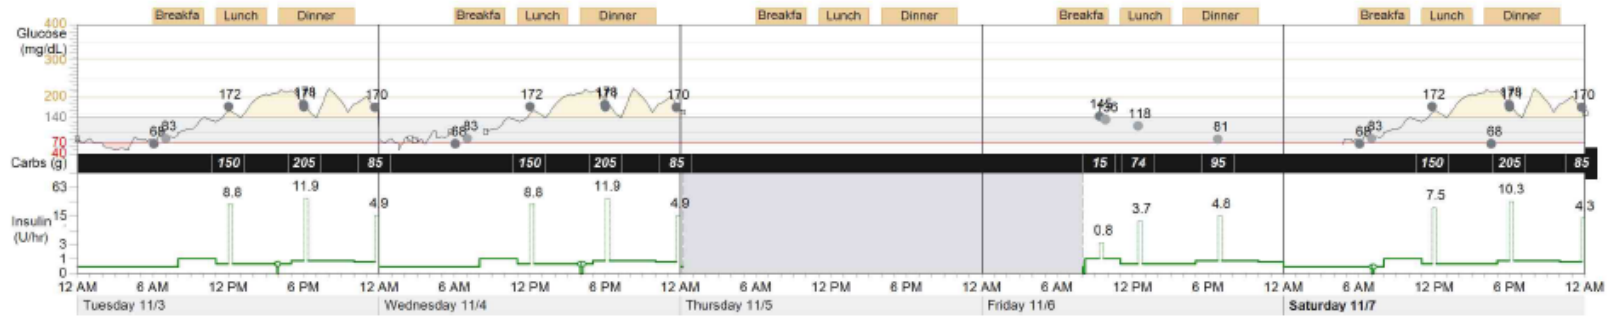 Breakfa Lunch Dinner Breakfa Lunch Dinner Breakfa Lunch Dinner Breakfa Lunch Dinner Breakfa Lunch Dinner
400
Glucose
(mg/dL)
300
200
172 170 172 170 118 172 170
140
68 83 68 83 81 68 83 68
70
40
Carbs (g) 150 205 85 150 205 85 15 74 95 150 205 85
63
8.8 11.9 4.9 8.8 11.9 4.9 0.8 3.7 4.8 7.5 10.3 4.3
Insulin 15
(U/hr)
3
1
0
12 AM 6 AM 12 PM 6 PM 12 AM 6 AM 12 PM 6 PM 12 AM 6 AM 12 PM 6 PM 12 AM 6 AM 12 PM 6 PM 12 AM 6 AM 12 PM 6 PM 12 AM
Tuesday 11/3 Wednesday 11/4 Thursday 11/5 Friday 11/6 Saturday 11/7